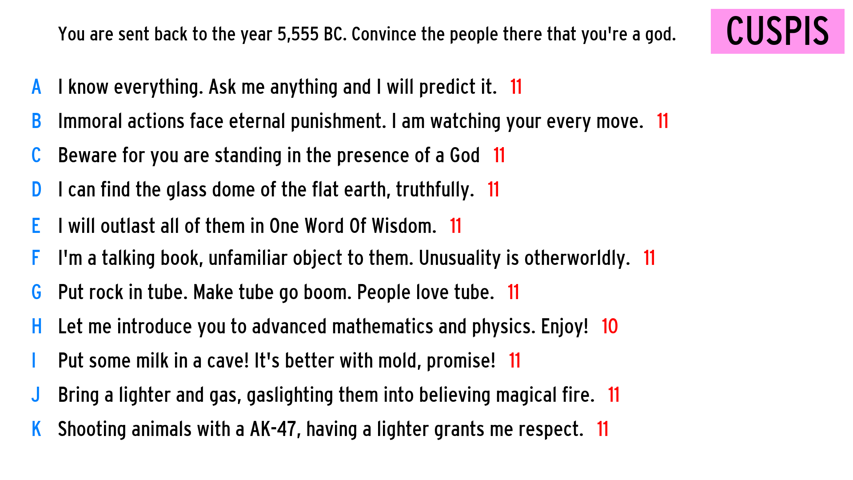 You are sent back to the year 5,555 BC. Convince the people there that you're a god.
CUSPIS
A I know everything. Ask me anything and I will predict it. 11
B Immoral actions face eternal punishment. I am watching your every move. 11
C Beware for you are standing in the presence of a God 11
D I can find the glass dome of the flat earth, truthfully. 11
E I will outlast all of them in One Word Of Wisdom. 11
F I'm a talking book, unfamiliar object to them. Unusuality is otherworldly. 11
G Put rock in tube. Make tube go boom. People love tube. 11
H Let me introduce you to advanced mathematics and physics. Enjoy! 10
I Put some milk in a cave! It's better with mold, promise! 11
J Bring a lighter and gas, gaslighting them into believing magical fire. 11
K Shooting animals with a AK-47, having a lighter grants me respect. 11